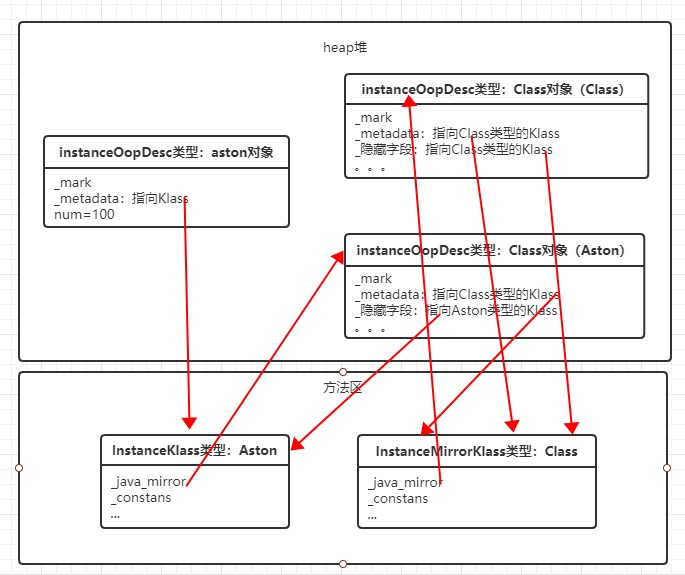 heap堆
instanceOopDesc类型：Class对象（Class）
_mark
_metadata：指向Class类型的Klass
_隐藏字段：指向Class类型的Klass
。。。
instanceOopDesc类型：aston对象
_mark
_metadata：指向Klass
num=100
instanceOopDesc类型：Class对象（Aston）
_mark
_metadata：指向Class类型的Klass
_隐藏字段：指向Aston类型的Klass
。。。
方法区
InstanceKlass类型：Aston
_java_mirror
_constans
...
InstanceMirrorKlass类型：Class
_java_mirror
_constans
...